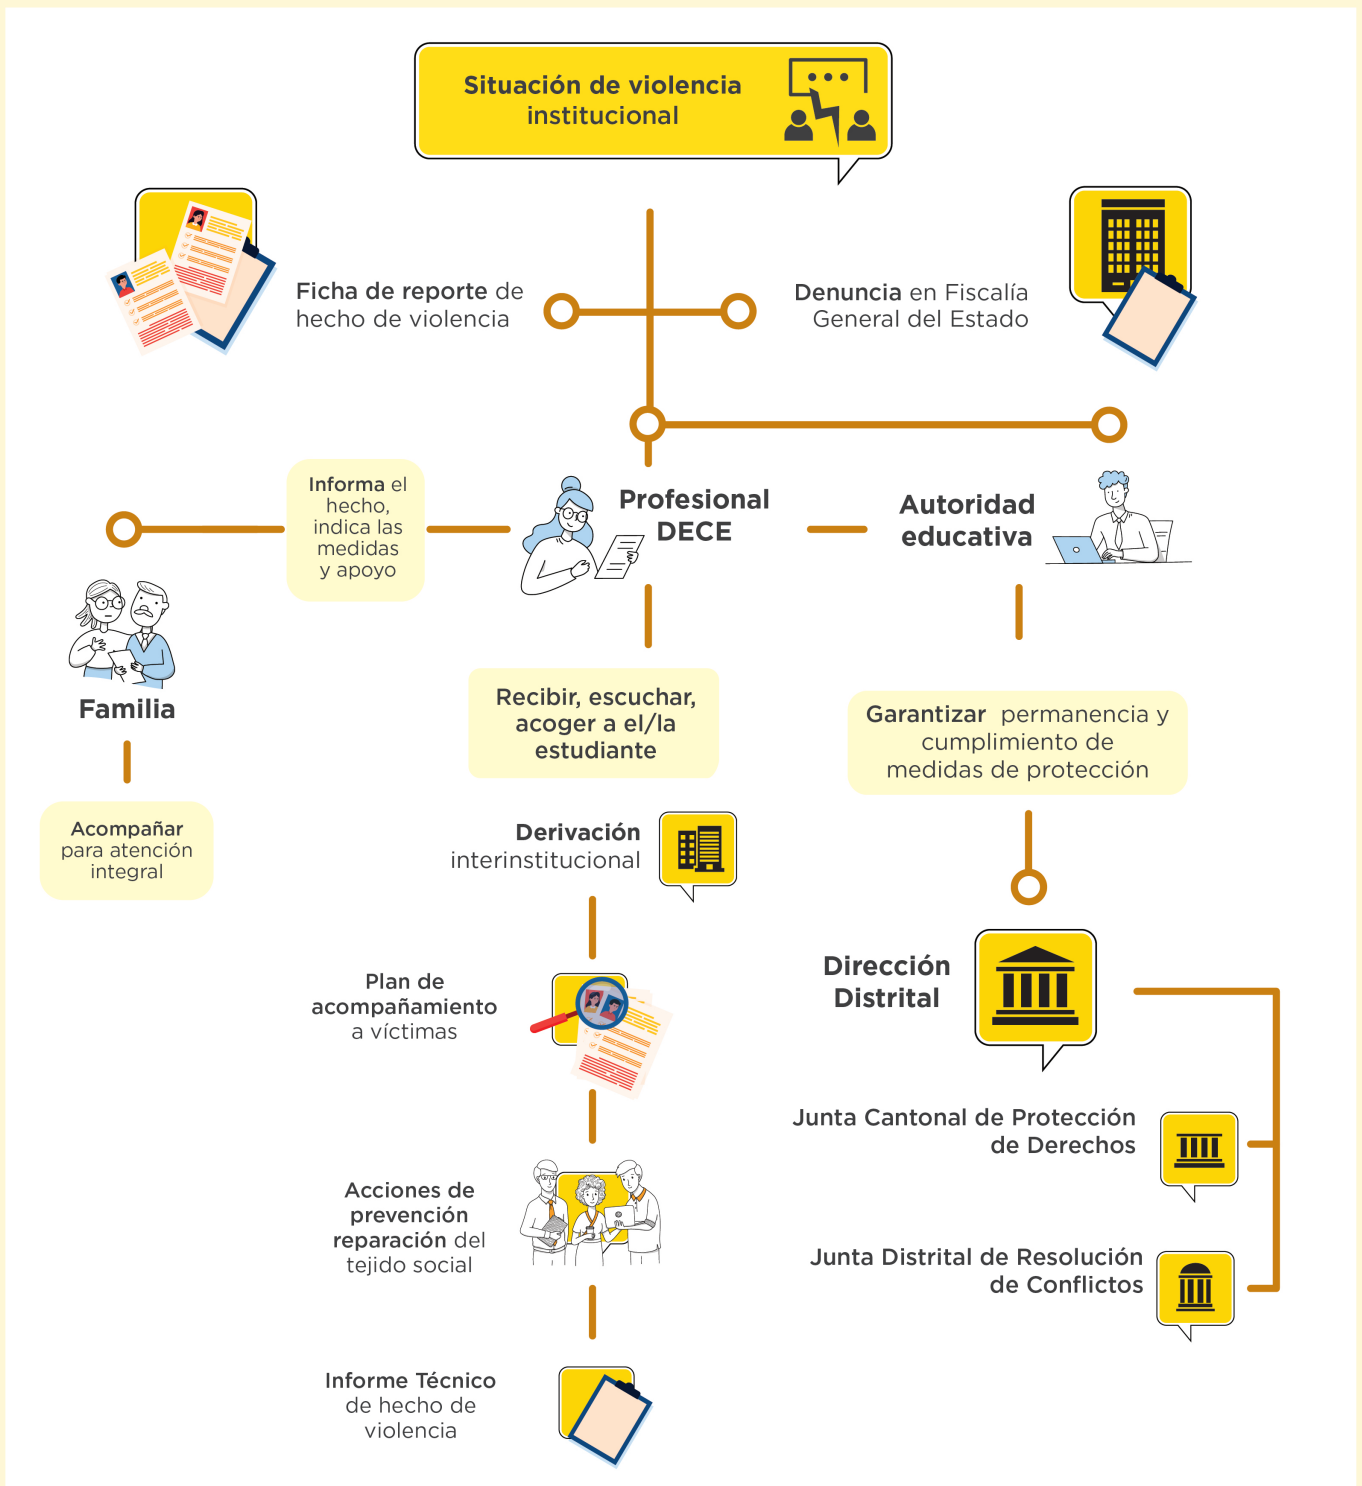 Situación de violencia
institucional
Ficha de reporte de
hecho de violencia
Denuncia en Fiscalía
General del Estado
Informa el
hecho,
indica las
medidas
y apoyo
Profesional
DECE
Autoridad
educativa
Familia
Recibir, escuchar,
acoger a el/la
estudiante
Garantizar permanencia y
cumplimiento de
medidas de protección
Acompañar
para atención
integral
Derivación
interinstitucional
Dirección
Distrital
Plan de
acompañamiento
a víctimas
Junta Cantonal de Protección
de Derechos
Acciones de
prevención
reparación del
tejido social
Junta Distrital de Resolución
de Conflictos
Informe Técnico
de hecho de
violencia